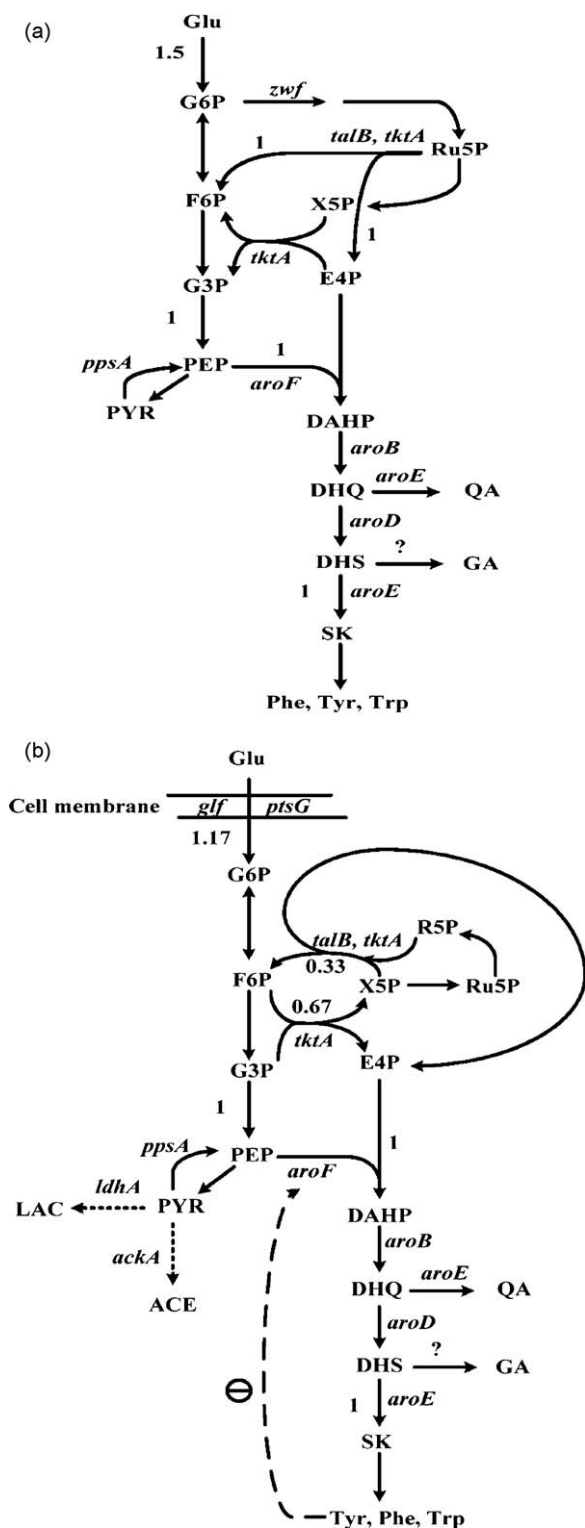 (a)
Glu
1.5
G6P zwf
talB, tktA Ru5P
1
F6P X5P
1
tktA
G3P E4P
1
ppsA PEP 1
aroF
PYR
DAHP
aroB
DHQ aroE QA
aroD
DHS ? GA
1 aroE
SK
Phe, Tyr, Trp
(b)
Glu
Cell membrane glf ptsG
1.17
G6P
talB, tktA R5P
0.33
F6P X5P Ru5P
0.67
tktA
G3P E4P
1
ppsA PEP aroF 1
LAC ldhA PYR
DAHP
ackA aroB
ACE DHQ aroE QA
aroD
DHS ? GA
⊖ 1 aroE
SK
Tyr, Phe, Trp